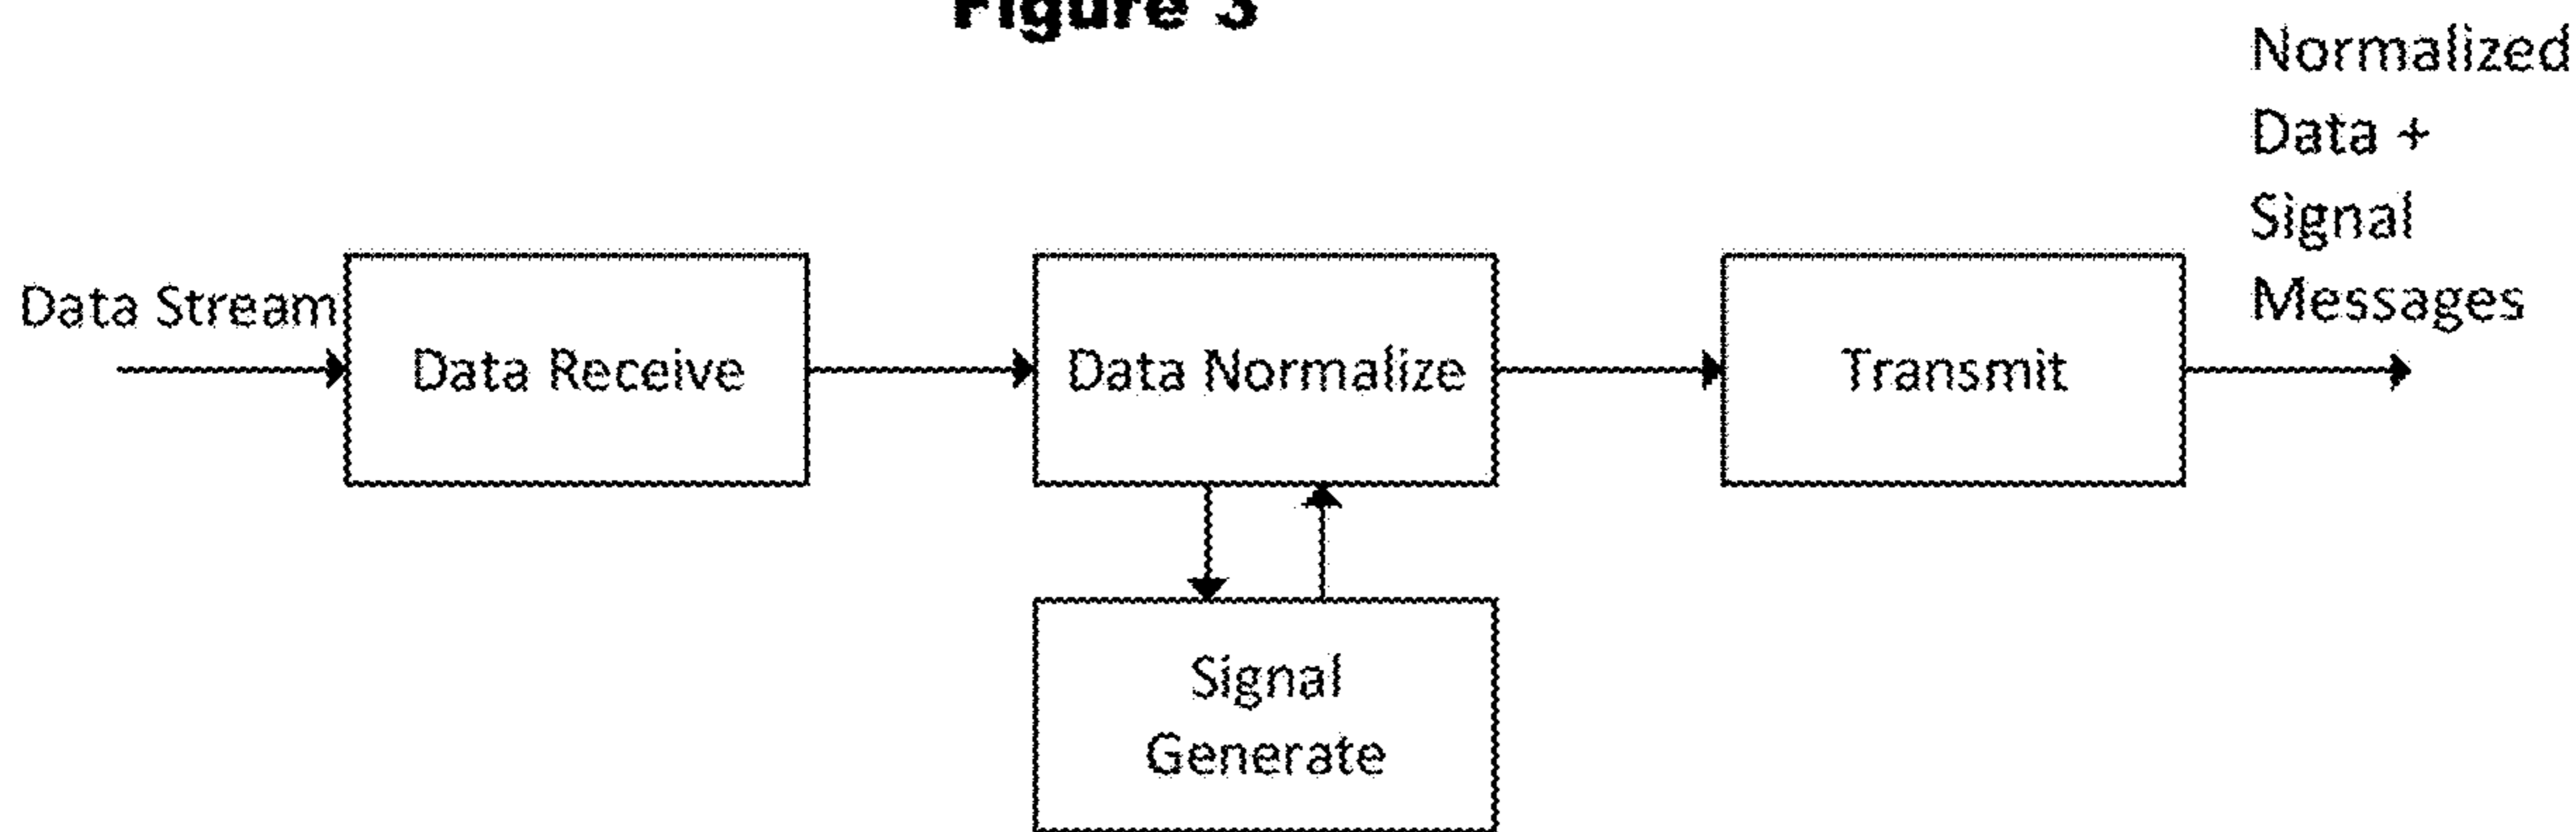 Figure 3
Normalized
Data +
Signal
Messages
Data Stream
Data Receive
Data Normalize
Transmit
Signal
Generate